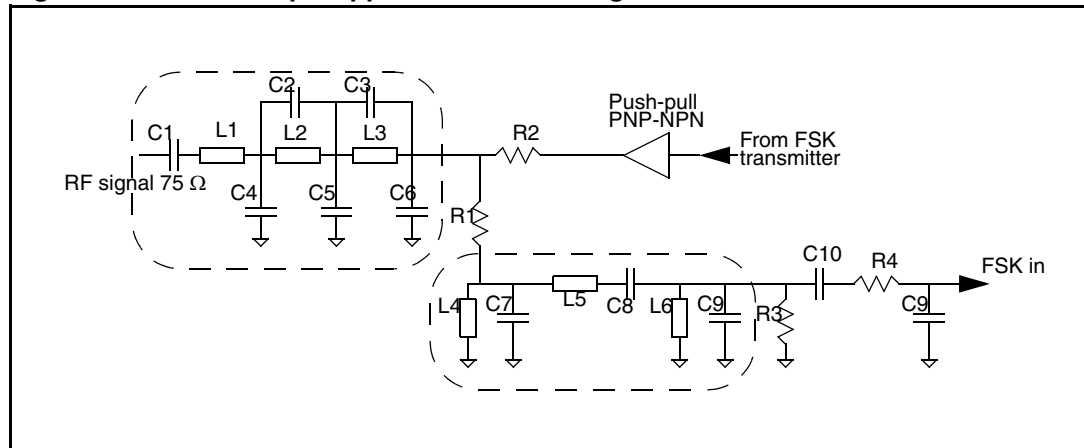 C2
C3
C1
L1
L2
L3
R2
Push-pull
PNP-NPN
From FSK
transmitter
RF signal 75 Ω
C4
C5
C6
R1
C10
R4
FSK in
L4
C7
L5
C8
L6
C9
R3
C9